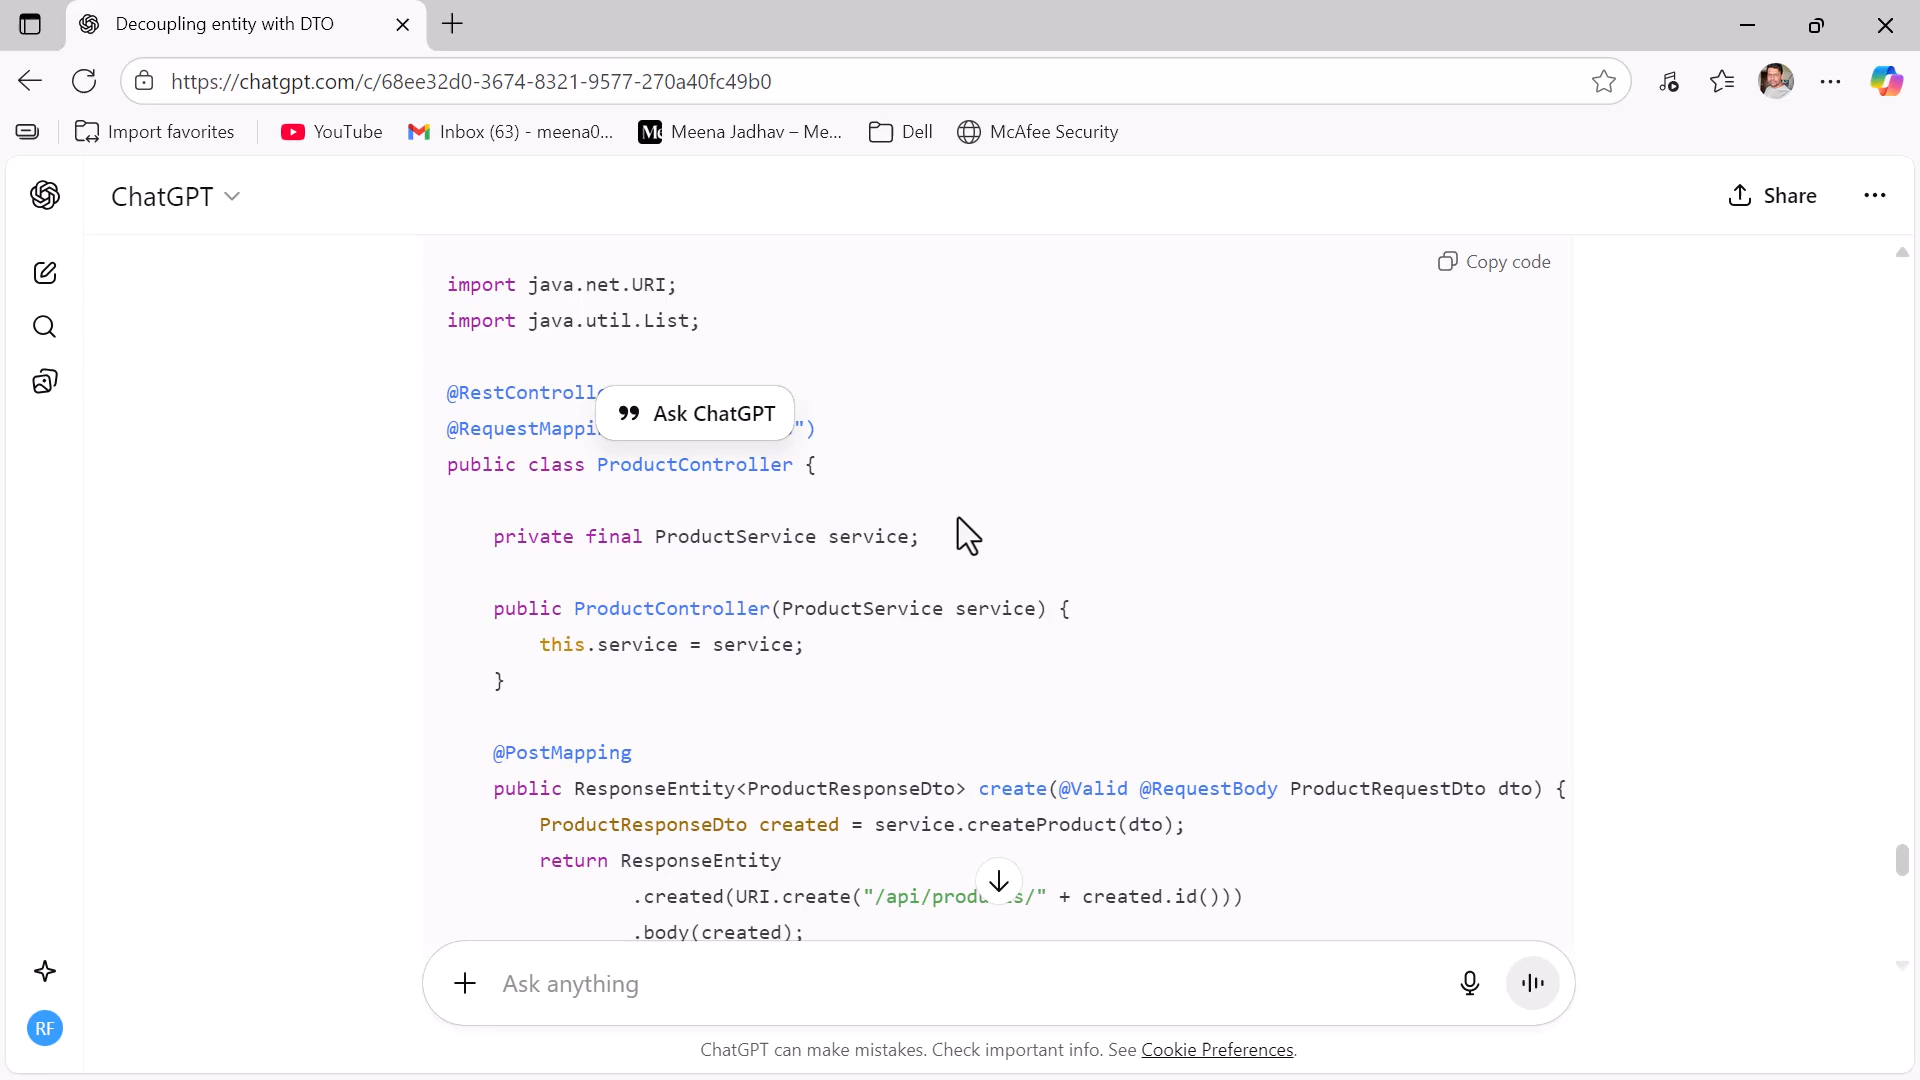 Decoupling entity with DTO
https://chatgpt.com/c/68ee32d0-3674-8321-9577-270a40fc49b0
Import favorites
YouTube
Inbox (63) - meena0...
Me Meena Jadhav – Me...
Dell
McAfee Security
ChatGPT
Share
Copy code
import java.net.URI;
import java.util.List;
@RestControlle
Ask ChatGPT
@RequestMappi ")
public class ProductController {
private final ProductService service;
public ProductController(ProductService service) {
this.service = service;
}
@PostMapping
public ResponseEntity<ProductResponseDto> create(@Valid @RequestBody ProductRequestDto dto) {
ProductResponseDto created = service.createProduct(dto);
return ResponseEntity
.created(URI.create("/api/produ s/" + created.id()))
.body(created);
Ask anything
RF
ChatGPT can make mistakes. Check important info. See Cookie Preferences.